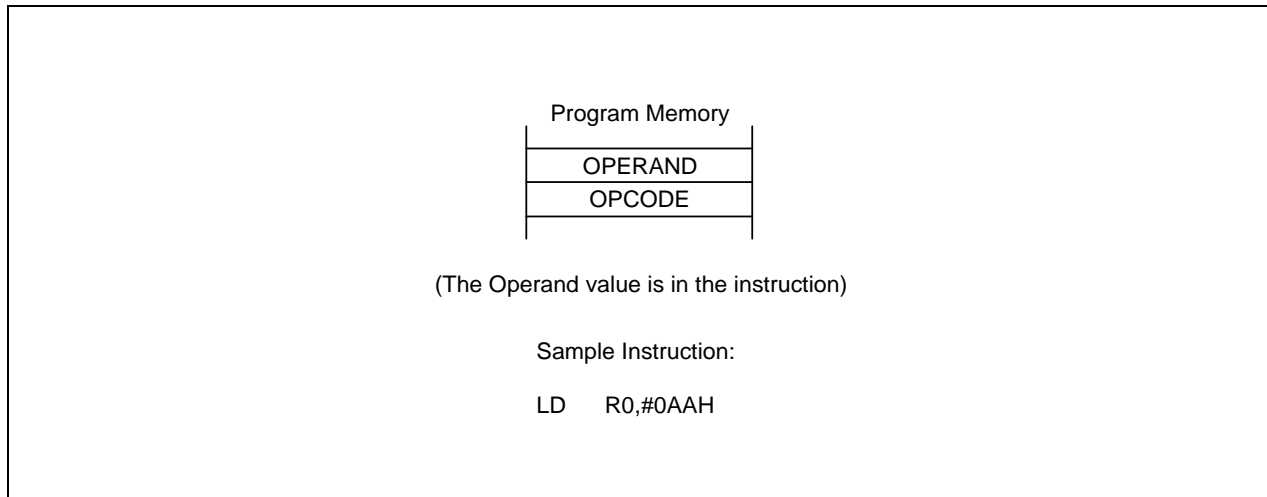 Program Memory
OPERAND
OPCODE
(The Operand value is in the instruction)
Sample Instruction:
LD R0,#0AAH